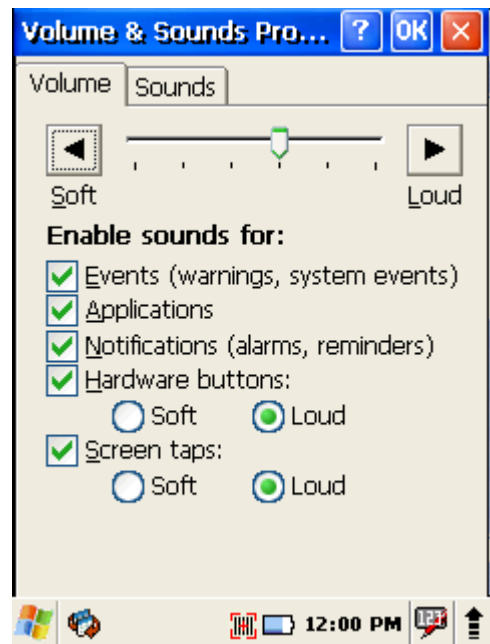 Volume & Sounds Pro... ? OK
Volume Sounds
Soft Loud
Enable sounds for:
Events (warnings, system events)
Applications
Notifications (alarms, reminders)
Hardware buttons:
Soft Loud
Screen taps:
Soft Loud
12:00 PM 123